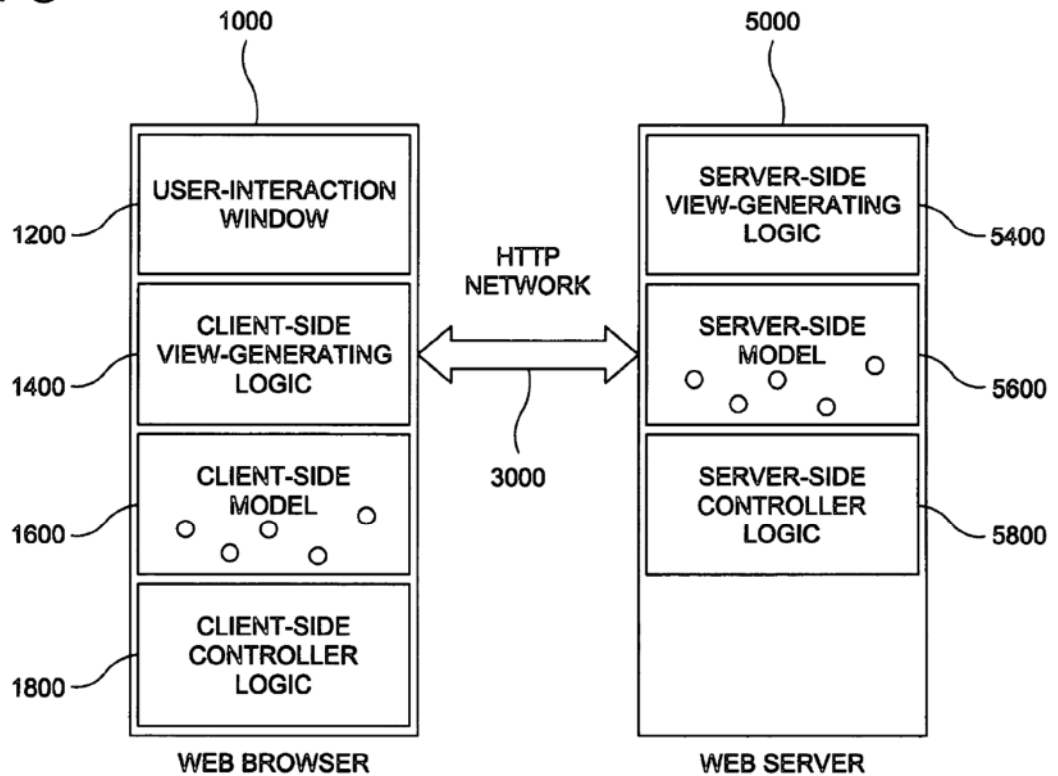 1000
5000
USER-INTERACTION
WINDOW
1200
SERVER-SIDE
VIEW-GENERATING
LOGIC
5400
HTTP
NETWORK
3000
CLIENT-SIDE
VIEW-GENERATING
LOGIC
1400
SERVER-SIDE
MODEL
5600
CLIENT-SIDE
MODEL
1600
SERVER-SIDE
CONTROLLER
LOGIC
5800
CLIENT-SIDE
CONTROLLER
LOGIC
1800
WEB BROWSER
WEB SERVER